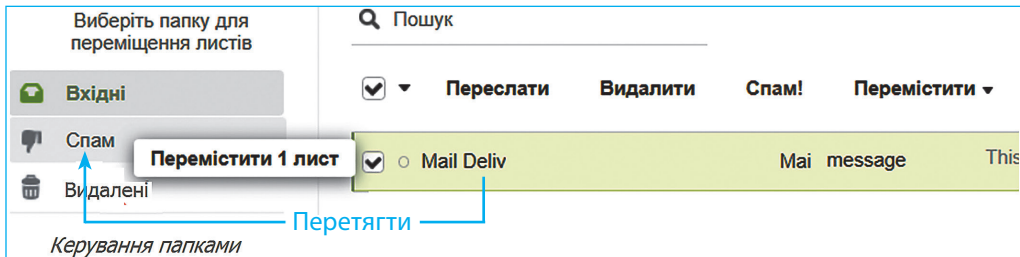 Виберіть папку для
переміщення листів
Вхідні
Спам
Видалені
Керування папками
Пошук
Переслати Видалити Спам! Перемістити
Перемістити 1 лист
Mail Deliv Mai message This
Перетягти